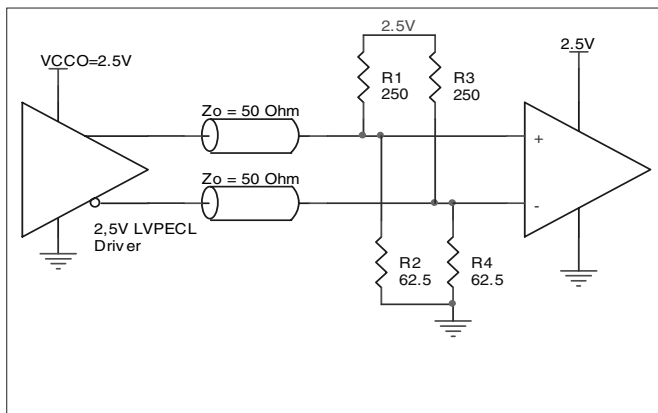 2.5V
VCCO=2.5V
2.5V
R1
250
R3
250
Zo = 50 Ohm
+
Zo = 50 Ohm
-
2,5V LVPECL
Driver
R2
62.5
R4
62.5